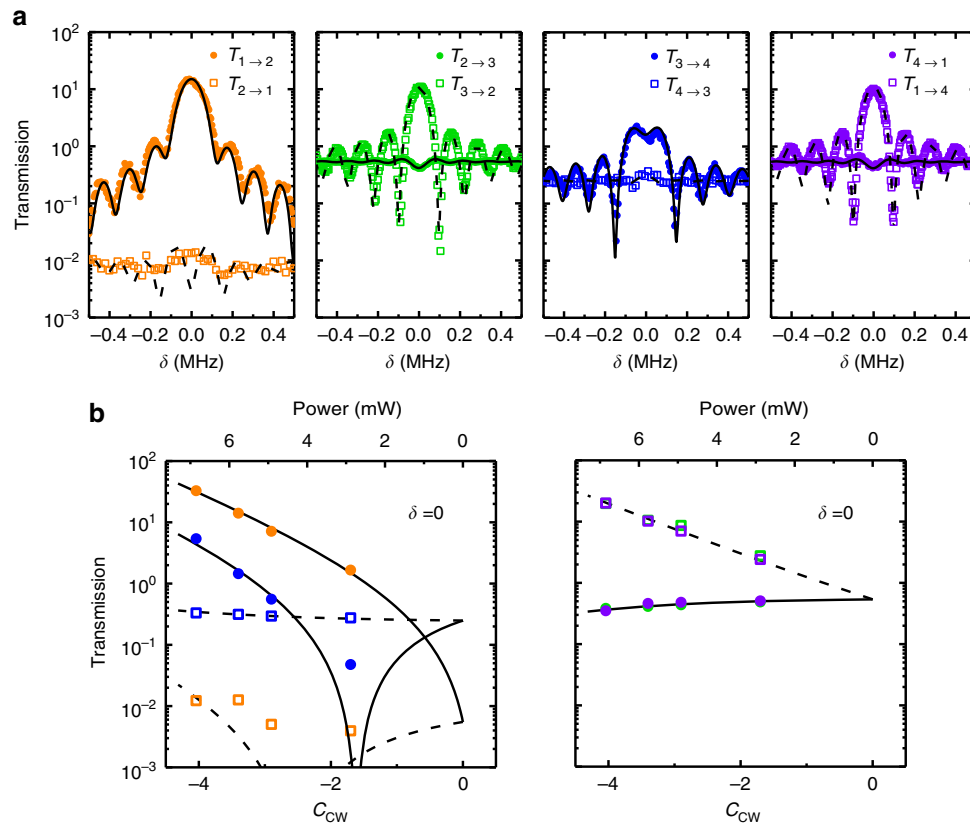 a
Transmission
10² 10¹ 10⁰ 10⁻¹ 10⁻² 10⁻³
T₁→₂
T₂→₁
T₂→₃
T₃→₂
T₃→₄
T₄→₃
T₄→₁
T₁→₄
−0.4 −0.2 0.0 0.2 0.4 −0.4 −0.2 0.0 0.2 0.4 −0.4 −0.2 0.0 0.2 0.4 −0.4 −0.2 0.0 0.2 0.4
δ (MHz) δ (MHz) δ (MHz) δ (MHz)
b
Power (mW) Power (mW)
6 4 2 0 6 4 2 0
10² 10¹ 10⁰ 10⁻¹ 10⁻² 10⁻³
Transmission
δ =0 δ =0
−4 −2 0 −4 −2 0
C_CW C_CW